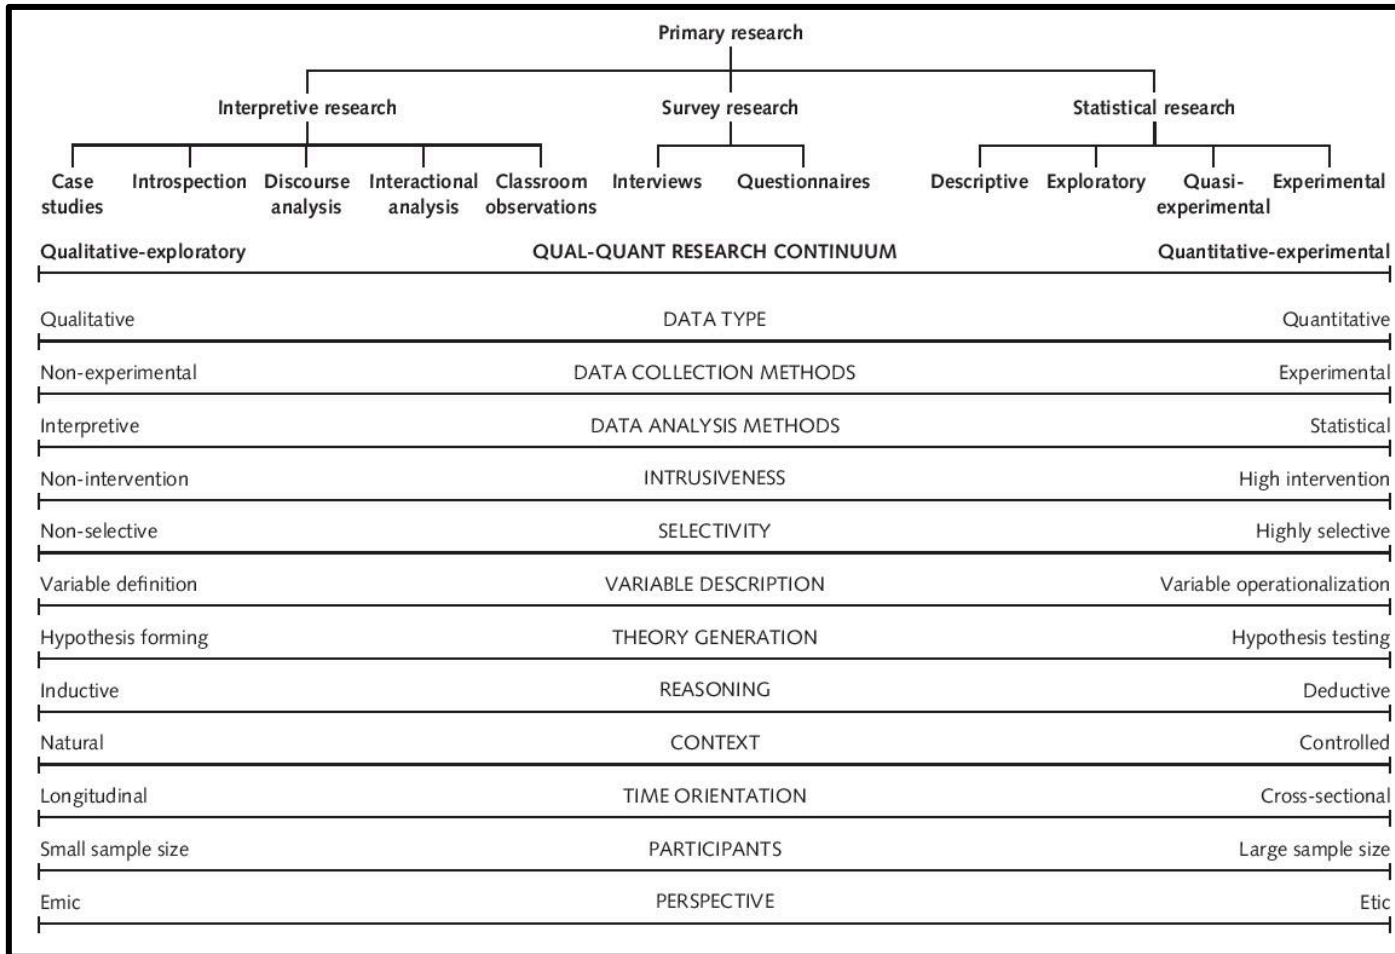 Primary research
Interpretive research Survey research Statistical research
Case Introspection Discourse Interactional Classroom Interviews Questionnaires Descriptive Exploratory Quasi- Experimental
studies analysis analysis observations experimental
Qualitative-exploratory QUAL-QUANT RESEARCH CONTINUUM Quantitative-experimental
Qualitative DATA TYPE Quantitative
Non-experimental DATA COLLECTION METHODS Experimental
Interpretive DATA ANALYSIS METHODS Statistical
Non-intervention INTRUSIVENESS High intervention
Non-selective SELECTIVITY Highly selective
Variable definition VARIABLE DESCRIPTION Variable operationalization
Hypothesis forming THEORY GENERATION Hypothesis testing
Inductive REASONING Deductive
Natural CONTEXT Controlled
Longitudinal TIME ORIENTATION Cross-sectional
Small sample size PARTICIPANTS Large sample size
Emic PERSPECTIVE Etic